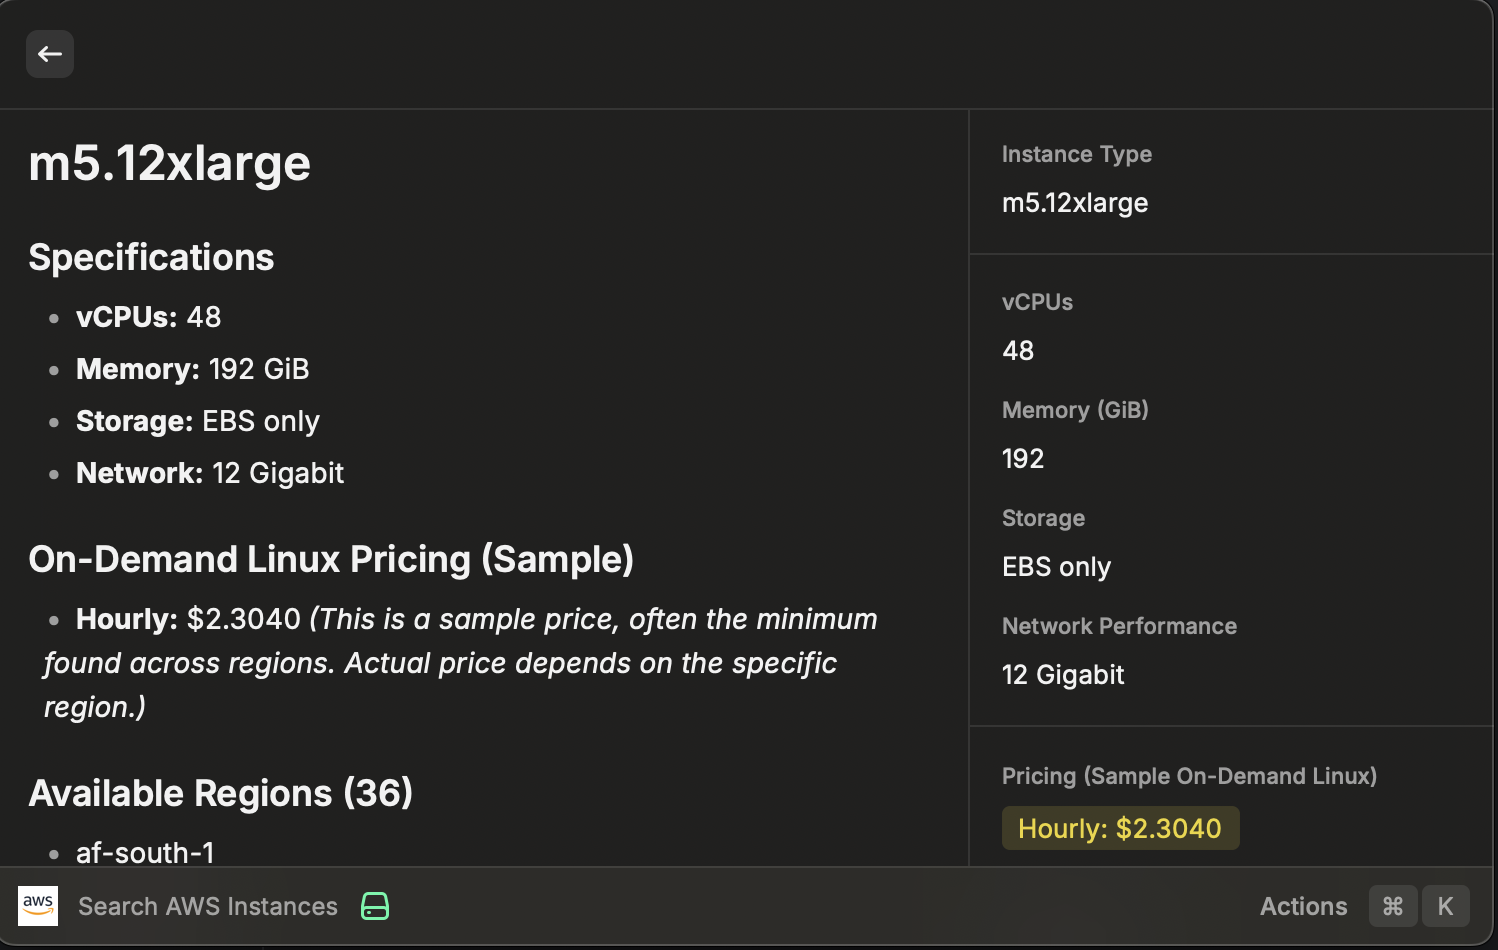 m5.12xlarge
Specifications
• vCPUs: 48
• Memory: 192 GiB
• Storage: EBS only
• Network: 12 Gigabit
On-Demand Linux Pricing (Sample)
• Hourly: $2.3040 (This is a sample price, often the minimum
found across regions. Actual price depends on the specific
region.)
Available Regions (36)
• af-south-1
Instance Type
m5.12xlarge
vCPUs
48
Memory (GiB)
192
Storage
EBS only
Network Performance
12 Gigabit
Pricing (Sample On-Demand Linux)
Hourly: $2.3040
aws
Search AWS Instances
Actions ⌘ K